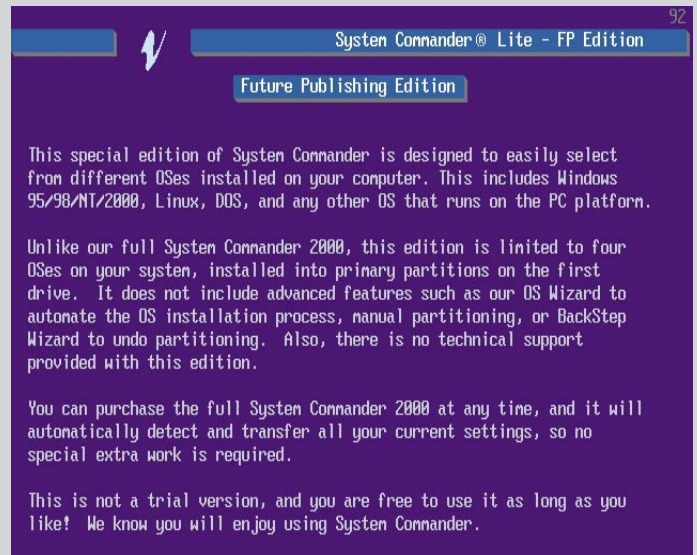 92
System Commander® Lite - FP Edition
Future Publishing Edition
This special edition of System Commander is designed to easily select
from different OSes installed on your computer. This includes Windows
95/98/NT/2000, Linux, DOS, and any other OS that runs on the PC platform.
Unlike our full System Commander 2000, this edition is limited to four
OSes on your system, installed into primary partitions on the first
drive. It does not include advanced features such as our OS Wizard to
automate the OS installation process, manual partitioning, or BackStep
Wizard to undo partitioning. Also, there is no technical support
provided with this edition.
You can purchase the full System Commander 2000 at any time, and it will
automatically detect and transfer all your current settings, so no
special extra work is required.
This is not a trial version, and you are free to use it as long as you
like! We know you will enjoy using System Commander.